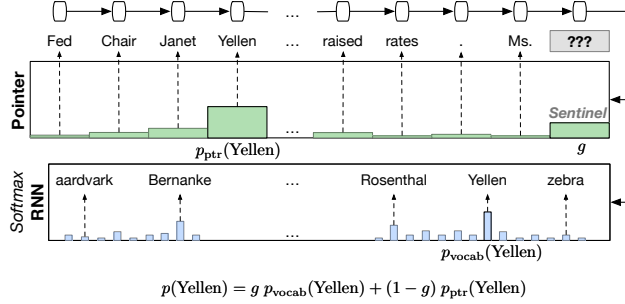 ...
Fed Chair Janet Yellen ... raised rates . Ms. ???
Pointer
Sentinel
...
p_ptr(Yellen)
g
Softmax
RNN
aardvark Bernanke ... Rosenthal Yellen zebra
...
p_vocab(Yellen)
p(Yellen) = g p_vocab(Yellen) + (1 − g) p_ptr(Yellen)